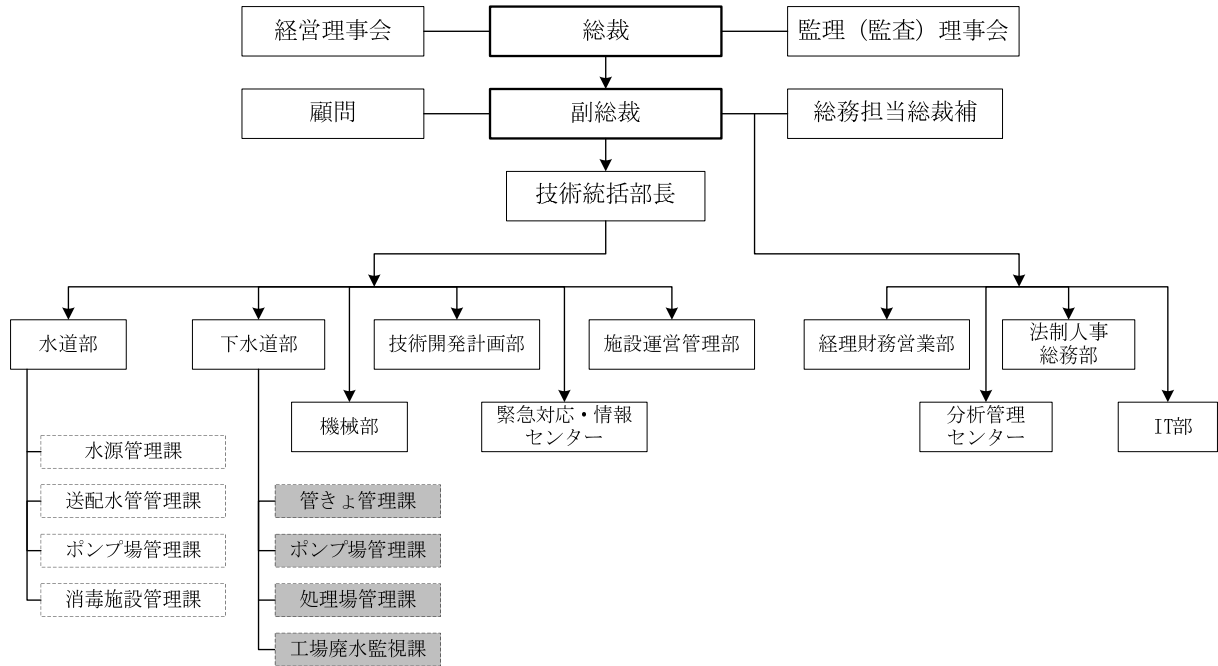 経営理事会
総裁
監理（監査）理事会
顧問
副総裁
総務担当総裁補
技術統括部長
水道部
下水道部
技術開発計画部
施設運営管理部
経理財務営業部
法制人事
総務部
機械部
緊急対応・情報
センター
分析管理
センター
IT部
水源管理課
送配水管管理課
管きょ管理課
ポンプ場管理課
ポンプ場管理課
消毒施設管理課
処理場管理課
工場廃水監視課